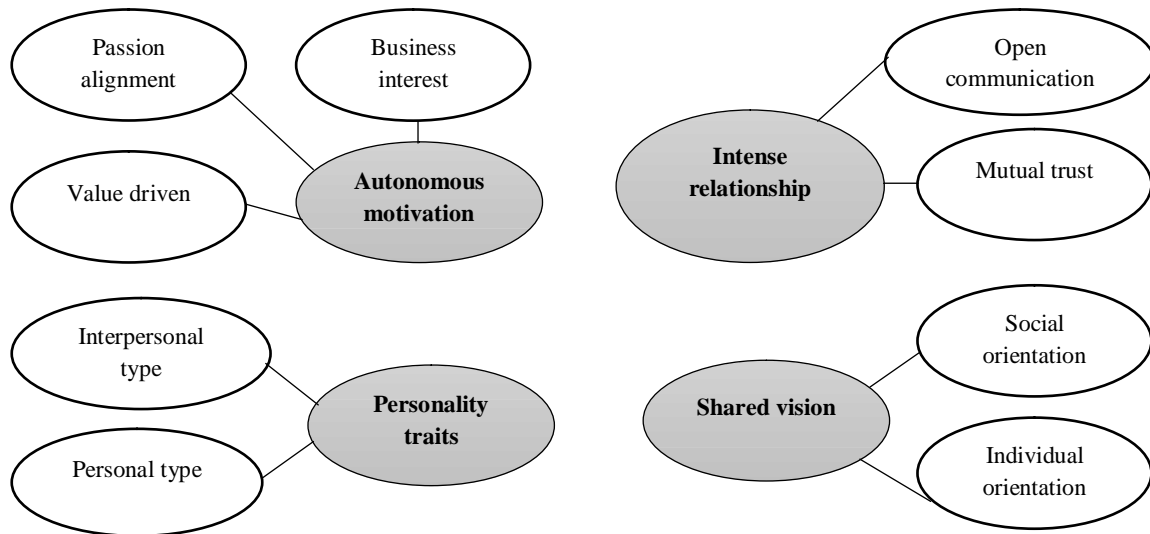 Passion
alignment
Business
interest
Value driven
Autonomous
motivation
Open
communication
Intense
relationship
Mutual trust
Interpersonal
type
Personality
traits
Personal type
Social
orientation
Shared vision
Individual
orientation